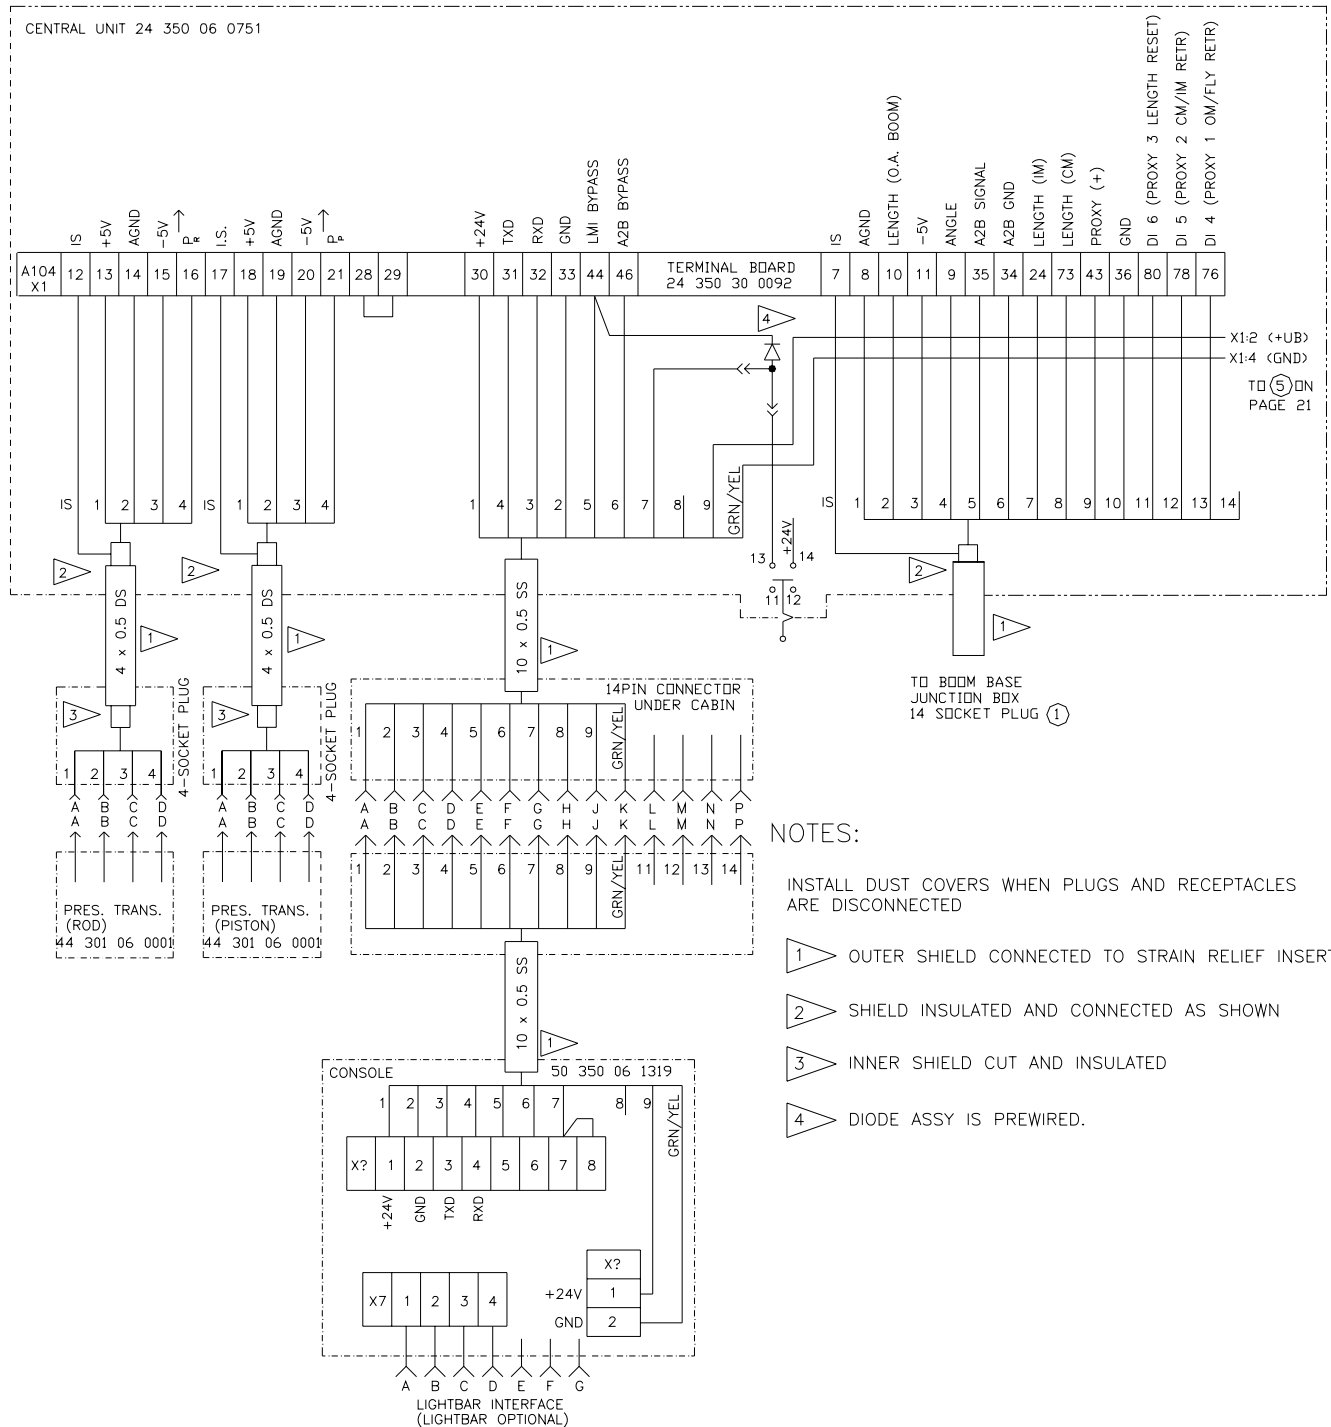 CENTRAL UNIT 24 350 06 0751
IS
+5V
AGND
-5V
PR
I.S.
+5V
AGND
-5V
PP
+24V
TXD
RXD
GND
LMI BYPASS
A2B BYPASS
IS
AGND
LENGTH (O.A. BOOM)
-5V
ANGLE
A2B SIGNAL
A2B GND
LENGTH (IM)
LENGTH (CM)
PROXY (+)
GND
DI 6 (PROXY 3 LENGTH RESET)
DI 5 (PROXY 2 CM/IM RETR)
DI 4 (PROXY 1 OM/FLY RETR)
A104
X1
12 13 14 15 16 17 18 19 20 21 28 29
30 31 32 33 44 46
TERMINAL BOARD
24 350 30 0092
7 8 10 11 9 35 34 24 73 43 36 80 78 76
4
X1:2 (+UB)
X1:4 (GND)
TO 5 ON
PAGE 21
IS 1 2 3 4
IS 1 2 3 4
1 4 3 2 5 6 7 8 9 GRN/YEL
IS 1 2 3 4 5 6 7 8 9 10 11 12 13 14
+24V
13 14
11 12
2
2
2
4 x 0.5 DS
1
4 x 0.5 DS
1
10 x 0.5 SS
1
1
TO BOOM BASE
JUNCTION BOX
14 SOCKET PLUG 1
3
4-SOCKET PLUG
3
4-SOCKET PLUG
14PIN CONNECTOR
UNDER CABIN
1 2 3 4
1 2 3 4
1 2 3 4 5 6 7 8 9 GRN/YEL
A B C D
A B C D
A B C D
A B C D
A B C D E F G H J K L M N P
A B C D E F G H J K L M N P
1 2 3 4 5 6 7 8 9 GRN/YEL 11 12 13 14
PRES. TRANS.
(ROD)
44 301 06 0001
PRES. TRANS.
(PISTON)
44 301 06 0001
10 x 0.5 SS
1
NOTES:
INSTALL DUST COVERS WHEN PLUGS AND RECEPTACLES
ARE DISCONNECTED
1 OUTER SHIELD CONNECTED TO STRAIN RELIEF INSERT
2 SHIELD INSULATED AND CONNECTED AS SHOWN
3 INNER SHIELD CUT AND INSULATED
4 DIODE ASSY IS PREWIRED.
CONSOLE
50 350 06 1319
1 2 3 4 5 6 7 8 9 GRN/YEL
X? 1 2 3 4 5 6 7 8
+24V
GND
TXD
RXD
X?
+24V 1
GND 2
X7 1 2 3 4
A B C D E F G
LIGHTBAR INTERFACE
(LIGHTBAR OPTIONAL)